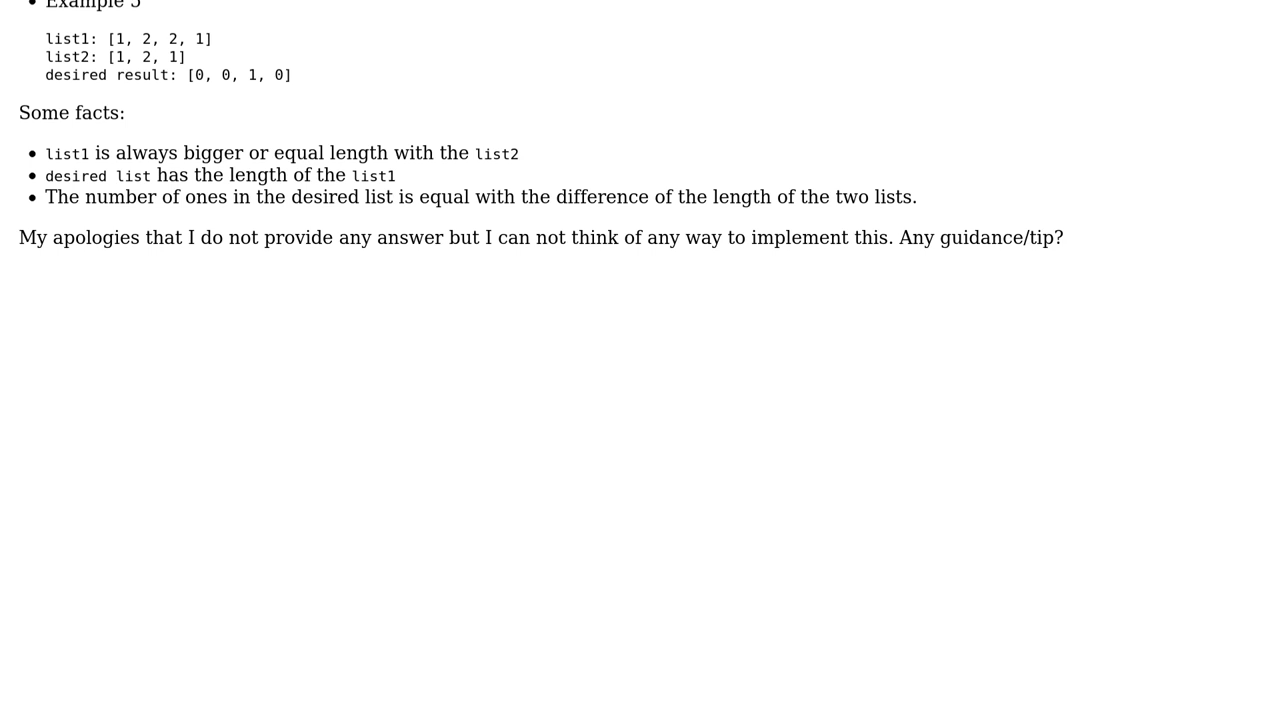 Example 5
list1: [1, 2, 2, 1]
list2: [1, 2, 1]
desired result: [0, 0, 1, 0]
Some facts:
list1 is always bigger or equal length with the list2
desired list has the length of the list1
The number of ones in the desired list is equal with the difference of the length of the two lists.
My apologies that I do not provide any answer but I can not think of any way to implement this. Any guidance/tip?